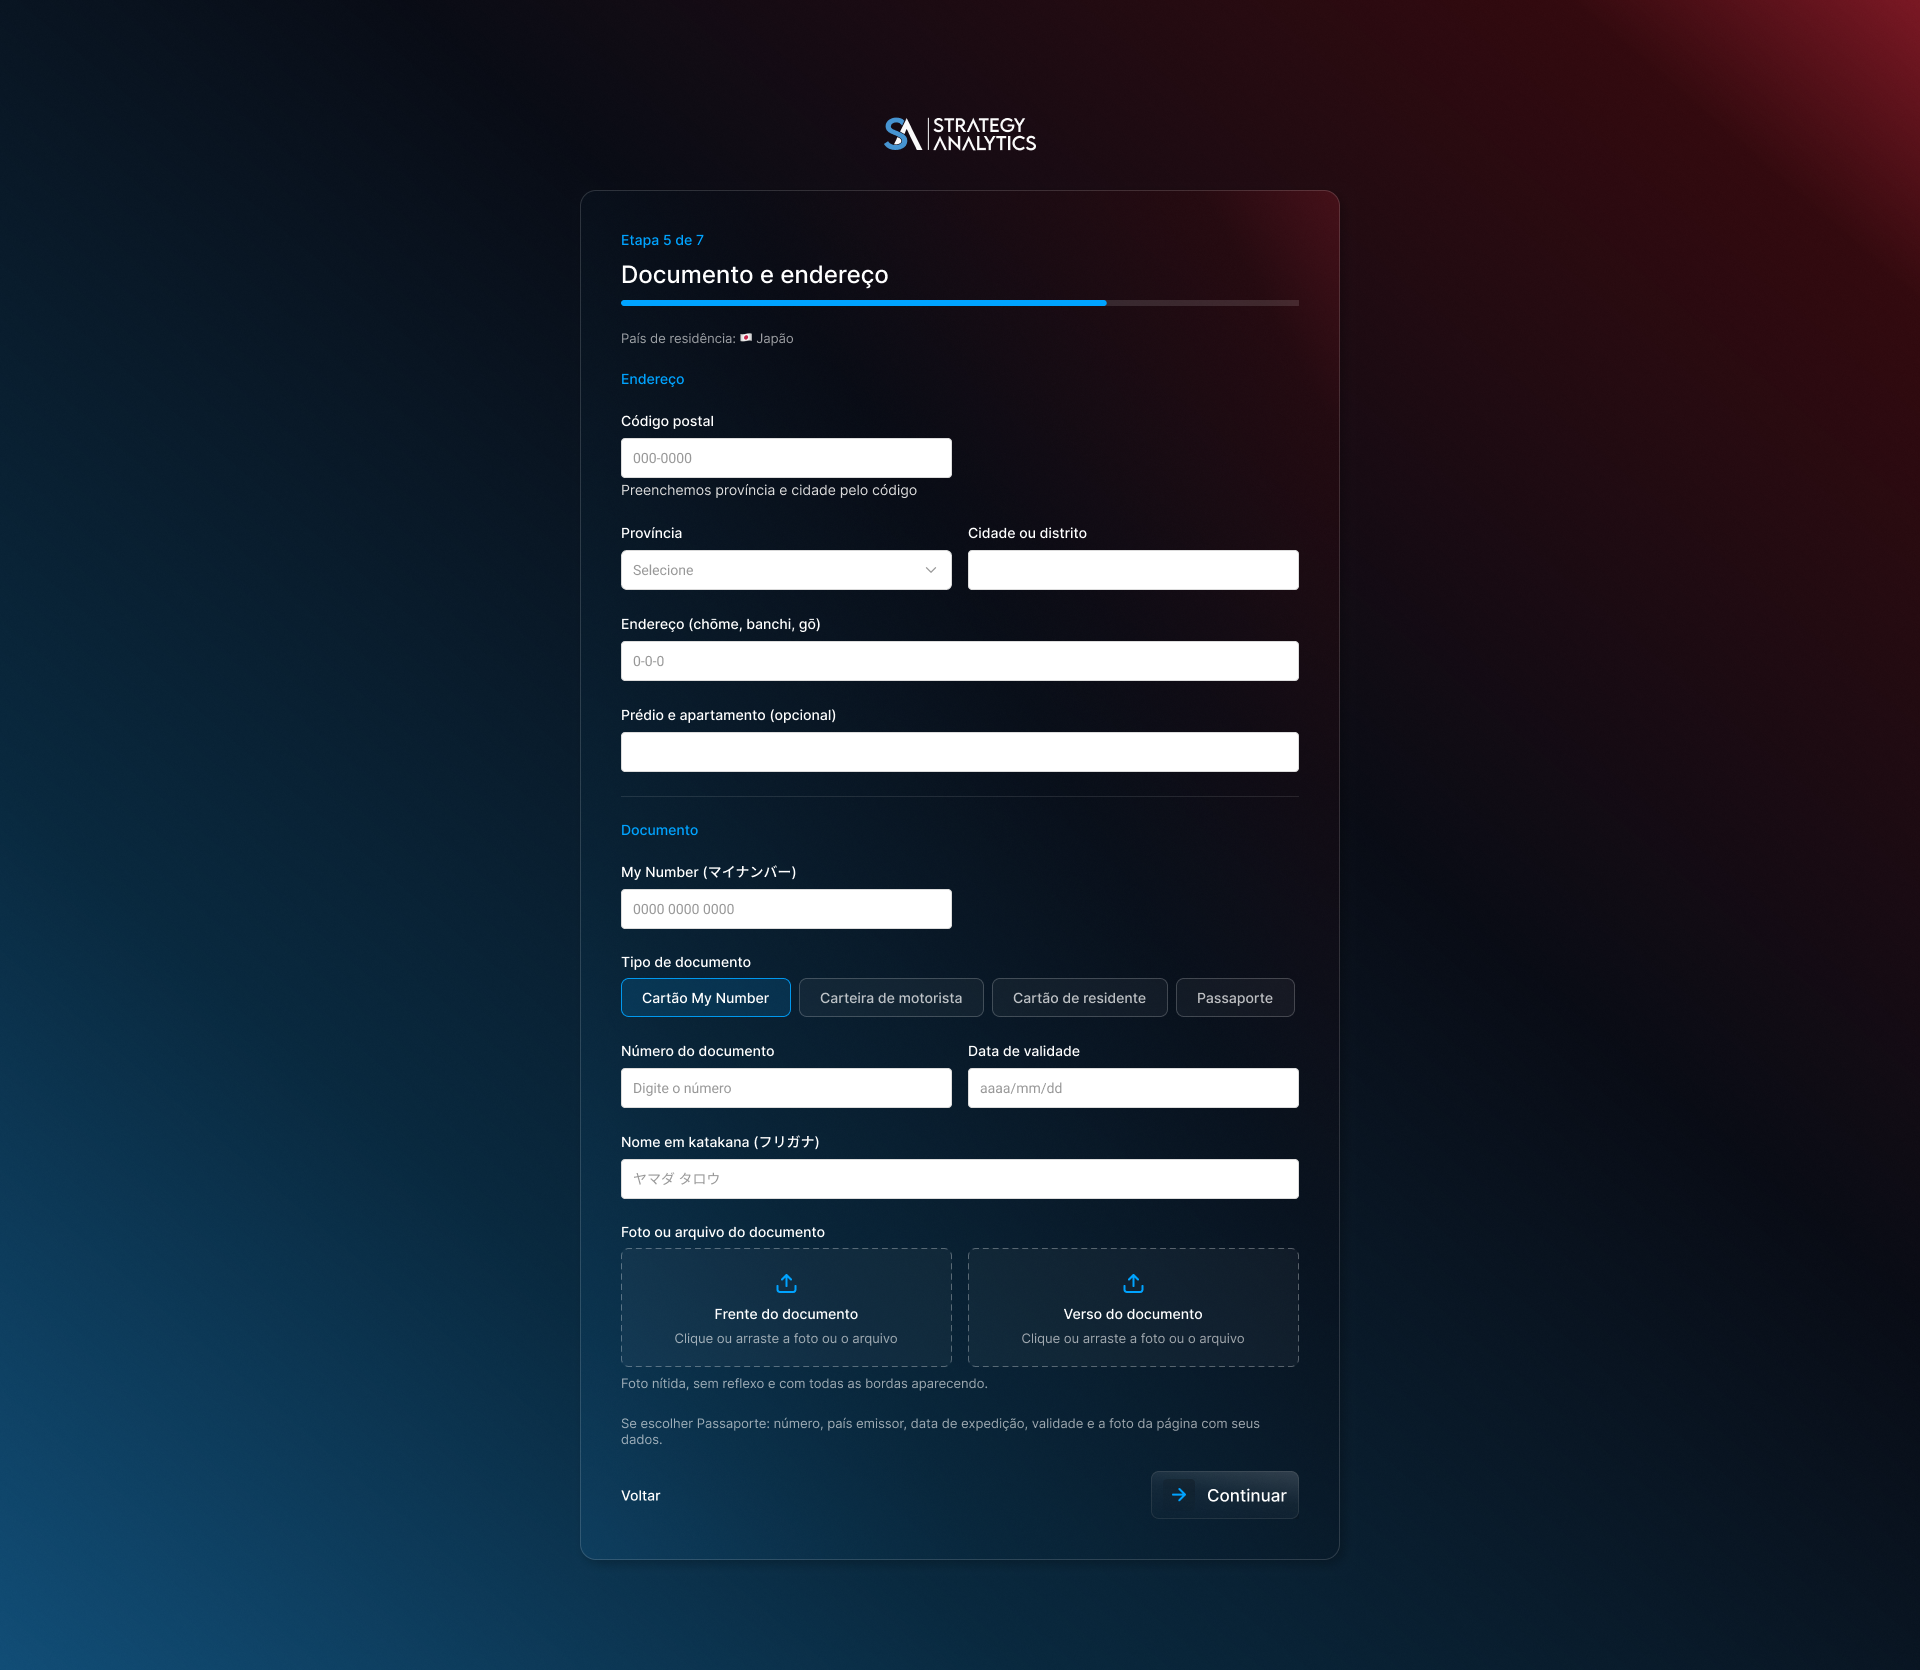 SA STRATEGY
ANALYTICS
Etapa 5 de 7
Documento e endereço
País de residência: 🇯🇵 Japão
Endereço
Código postal
000-0000
Preenchemos província e cidade pelo código
Província
Cidade ou distrito
Selecione
Endereço (chōme, banchi, gō)
0-0-0
Prédio e apartamento (opcional)
Documento
My Number (マイナンバー)
0000 0000 0000
Tipo de documento
Cartão My Number
Carteira de motorista
Cartão de residente
Passaporte
Número do documento
Data de validade
Digite o número
aaaa/mm/dd
Nome em katakana (フリガナ)
ヤマダ タロウ
Foto ou arquivo do documento
Frente do documento
Clique ou arraste a foto ou o arquivo
Verso do documento
Clique ou arraste a foto ou o arquivo
Foto nítida, sem reflexo e com todas as bordas aparecendo.
Se escolher Passaporte: número, país emissor, data de expedição, validade e a foto da página com seus
dados.
Voltar
Continuar